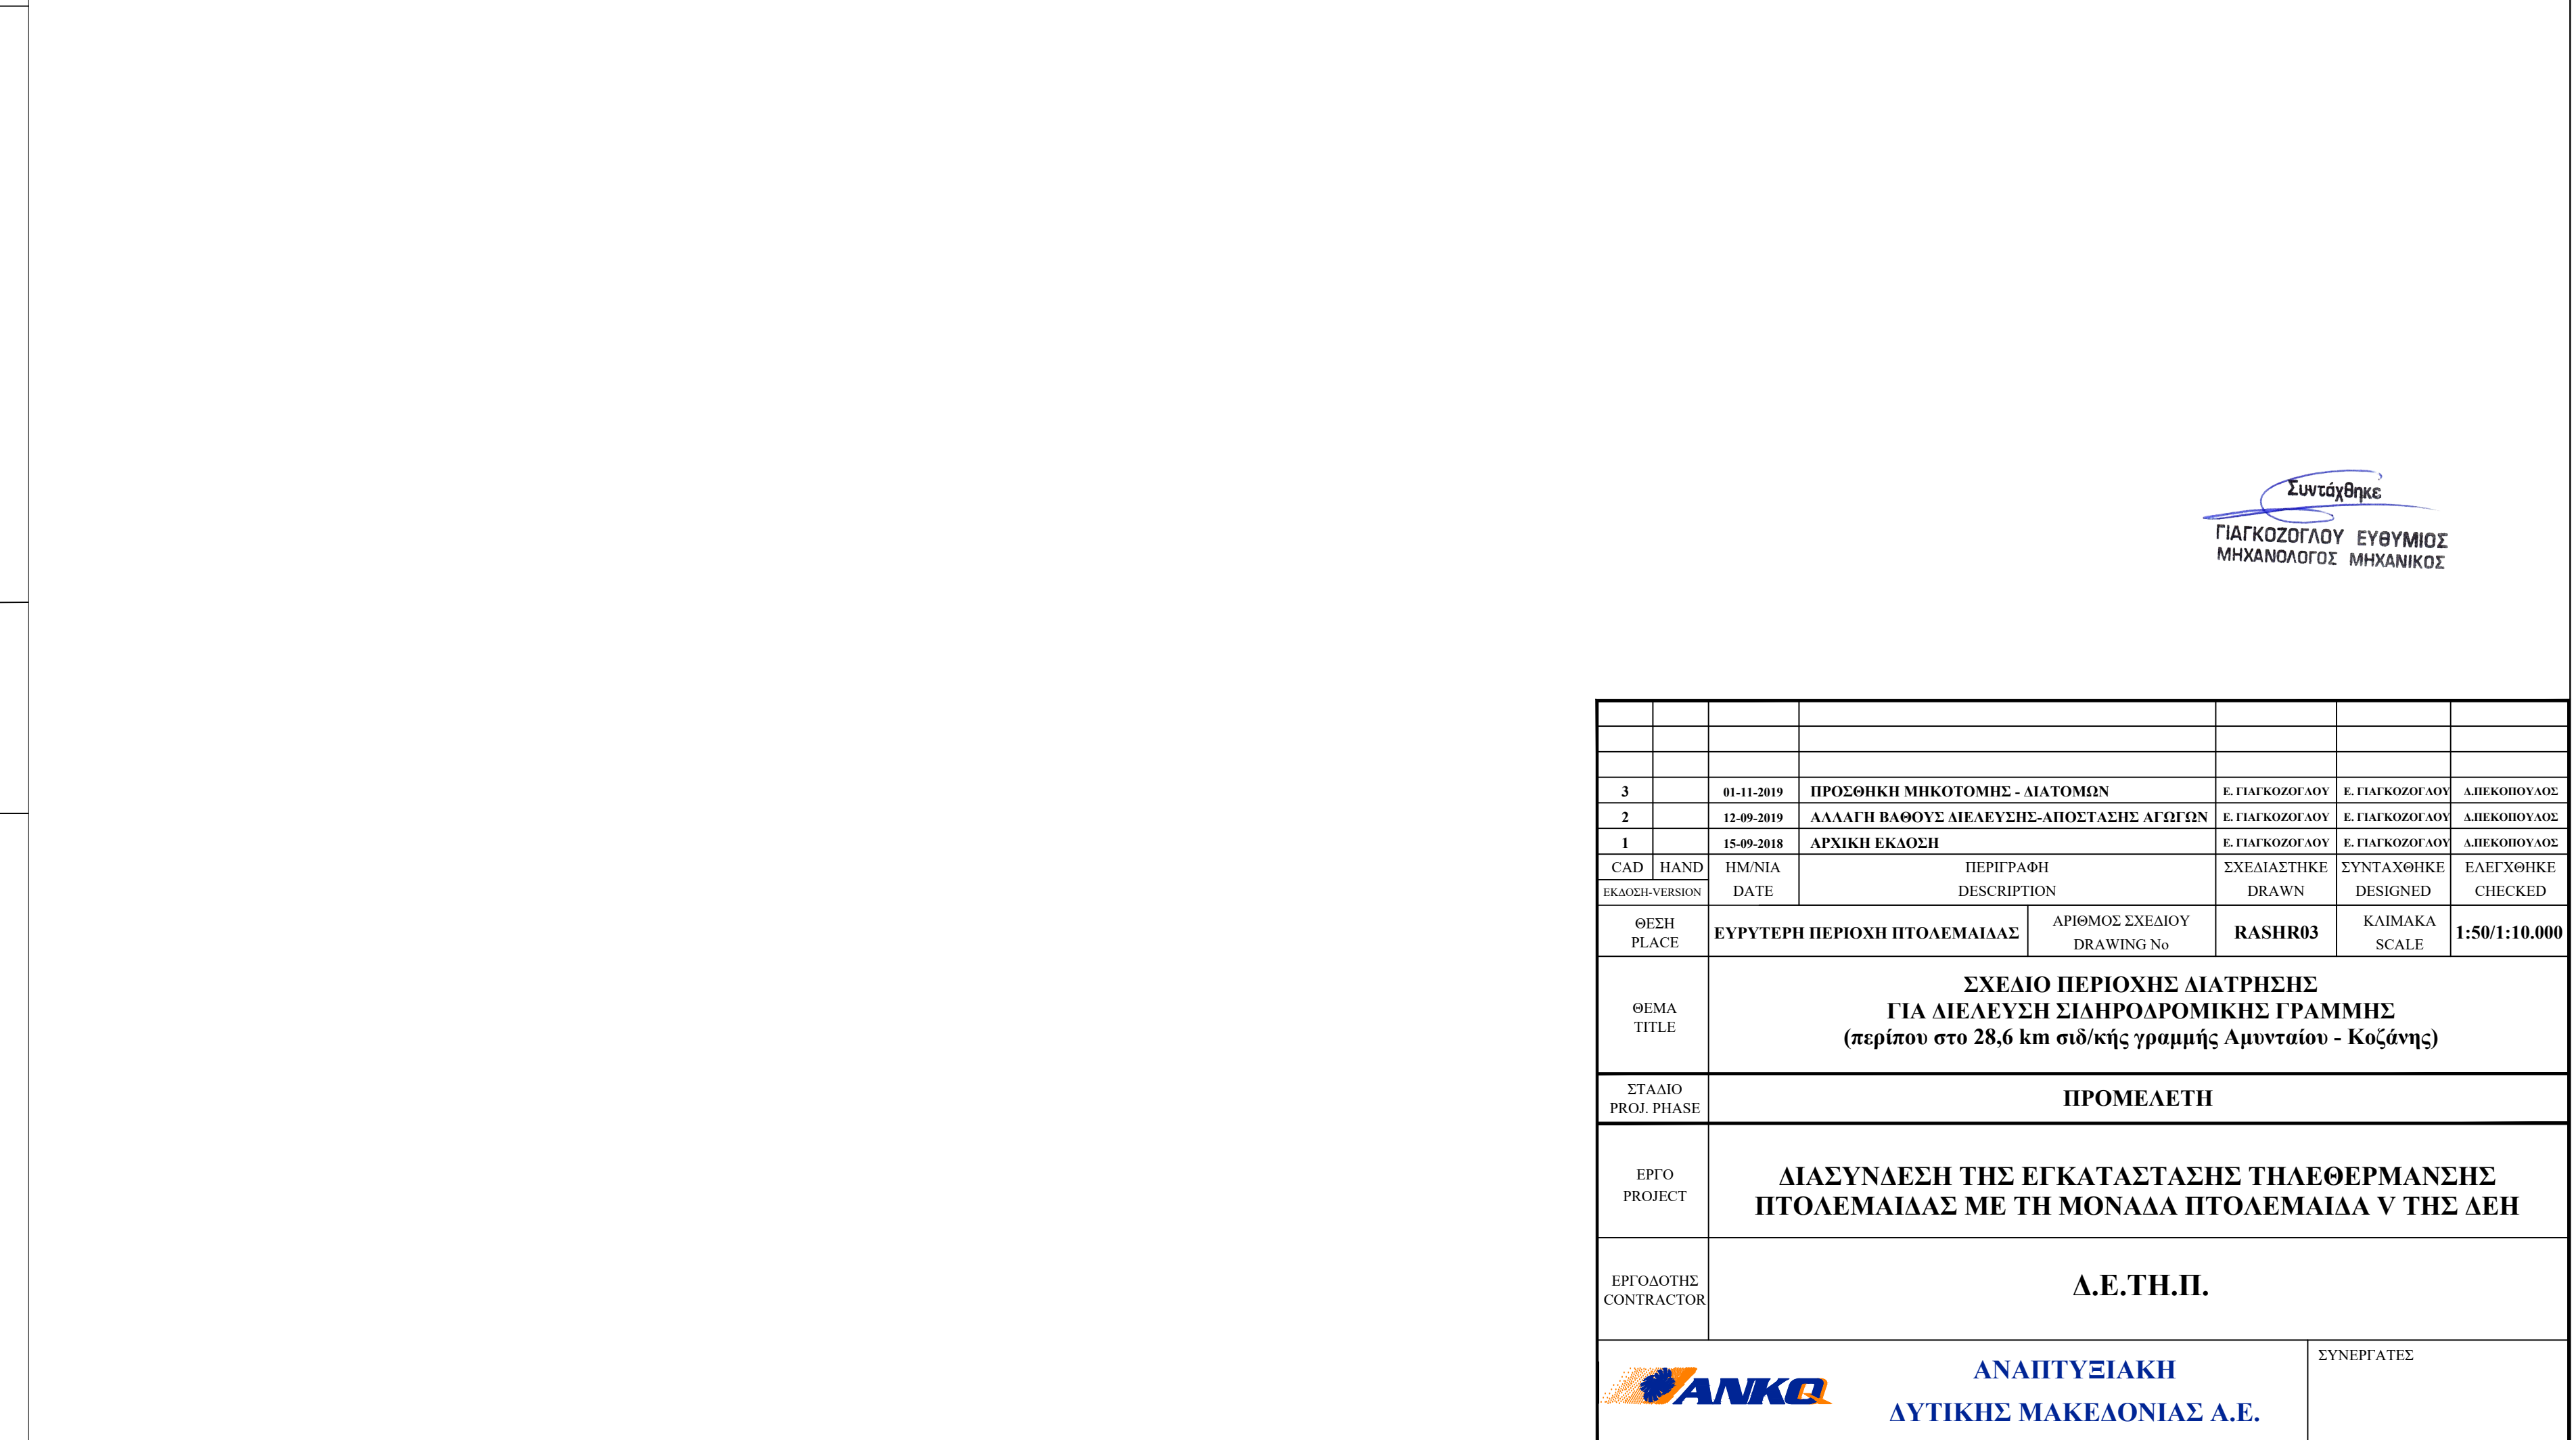 Συντάχθηκε
ΓΙΑΓΚΟΖΟΓΛΟΥ ΕΥΘΥΜΙΟΣ
ΜΗΧΑΝΟΛΟΓΟΣ ΜΗΧΑΝΙΚΟΣ
3 01-11-2019 ΠΡΟΣΘΗΚΗ ΜΗΚΟΤΟΜΗΣ - ΔΙΑΤΟΜΩΝ Ε. ΓΙΑΓΚΟΖΟΓΛΟΥ Ε. ΓΙΑΓΚΟΖΟΓΛΟΥ Δ.ΠΕΚΟΠΟΥΛΟΣ
2 12-09-2019 ΑΛΛΑΓΗ ΒΑΘΟΥΣ ΔΙΕΛΕΥΣΗΣ-ΑΠΟΣΤΑΣΗΣ ΑΓΩΓΩΝ Ε. ΓΙΑΓΚΟΖΟΓΛΟΥ Ε. ΓΙΑΓΚΟΖΟΓΛΟΥ Δ.ΠΕΚΟΠΟΥΛΟΣ
1 15-09-2018 ΑΡΧΙΚΗ ΕΚΔΟΣΗ Ε. ΓΙΑΓΚΟΖΟΓΛΟΥ Ε. ΓΙΑΓΚΟΖΟΓΛΟΥ Δ.ΠΕΚΟΠΟΥΛΟΣ
CAD HAND ΗΜ/ΝΙΑ ΠΕΡΙΓΡΑΦΗ ΣΧΕΔΙΑΣΤΗΚΕ ΣΥΝΤΑΧΘΗΚΕ ΕΛΕΓΧΘΗΚΕ
ΕΚΔΟΣΗ-VERSION DATE DESCRIPTION DRAWN DESIGNED CHECKED
ΘΕΣΗ
PLACE
ΕΥΡΥΤΕΡΗ ΠΕΡΙΟΧΗ ΠΤΟΛΕΜΑΙΔΑΣ
ΑΡΙΘΜΟΣ ΣΧΕΔΙΟΥ
DRAWING No
RASHR03
ΚΛΙΜΑΚΑ
SCALE
1:50/1:10.000
ΘΕΜΑ
TITLE
ΣΧΕΔΙΟ ΠΕΡΙΟΧΗΣ ΔΙΑΤΡΗΣΗΣ
ΓΙΑ ΔΙΕΛΕΥΣΗ ΣΙΔΗΡΟΔΡΟΜΙΚΗΣ ΓΡΑΜΜΗΣ
(περίπου στο 28,6 km σιδ/κής γραμμής Αμυνταίου - Κοζάνης)
ΣΤΑΔΙΟ
PROJ. PHASE
ΠΡΟΜΕΛΕΤΗ
ΕΡΓΟ
PROJECT
ΔΙΑΣΥΝΔΕΣΗ ΤΗΣ ΕΓΚΑΤΑΣΤΑΣΗΣ ΤΗΛΕΘΕΡΜΑΝΣΗΣ
ΠΤΟΛΕΜΑΙΔΑΣ ΜΕ ΤΗ ΜΟΝΑΔΑ ΠΤΟΛΕΜΑΙΔΑ V ΤΗΣ ΔΕΗ
ΕΡΓΟΔΟΤΗΣ
CONTRACTOR
Δ.Ε.ΤΗ.Π.
ANKO
ΑΝΑΠΤΥΞΙΑΚΗ
ΔΥΤΙΚΗΣ ΜΑΚΕΔΟΝΙΑΣ Α.Ε.
ΣΥΝΕΡΓΑΤΕΣ